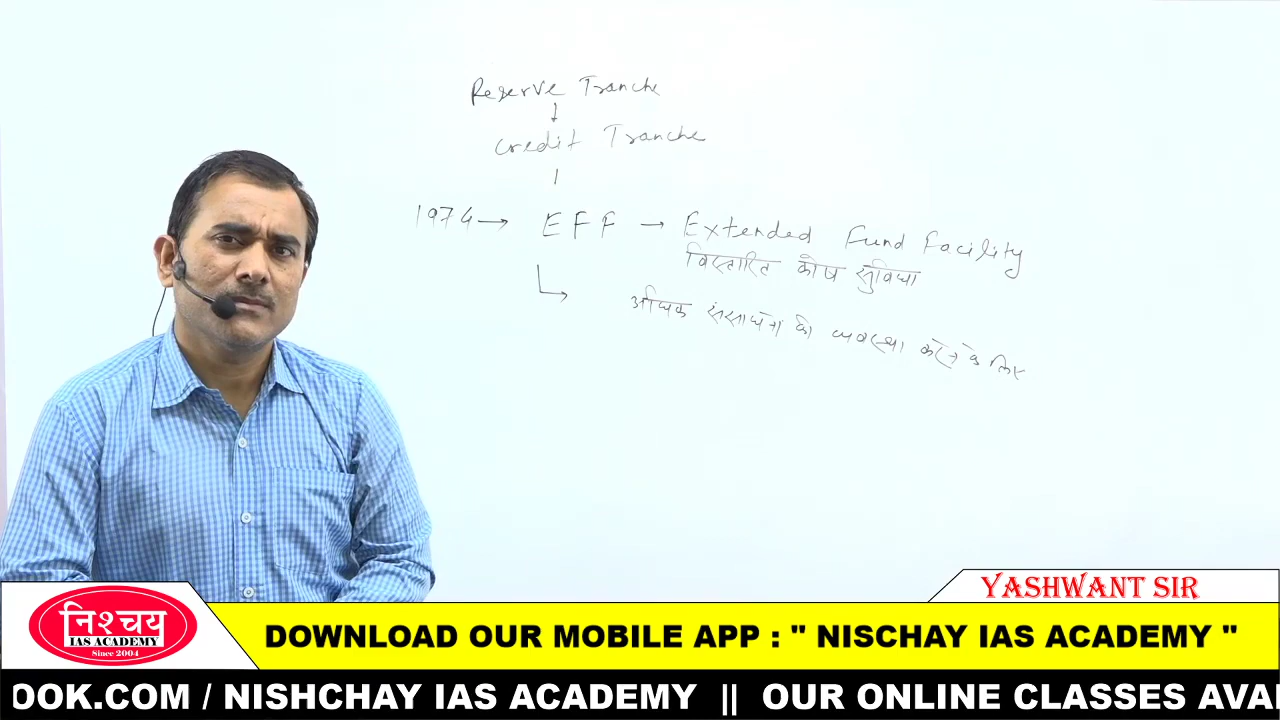 Reserve Tranche
Credit Tranche
1974 → EFF → Extended Fund Facility
विस्तारित कोष सुविधा
अधिक संसाधनों की व्यवस्था करने के लिए
YASHWANT SIR
निश्चय
IAS ACADEMY
Since 2004
DOWNLOAD OUR MOBILE APP : " NISCHAY IAS ACADEMY "
OOK.COM / NISHCHAY IAS ACADEMY || OUR ONLINE CLASSES AVA